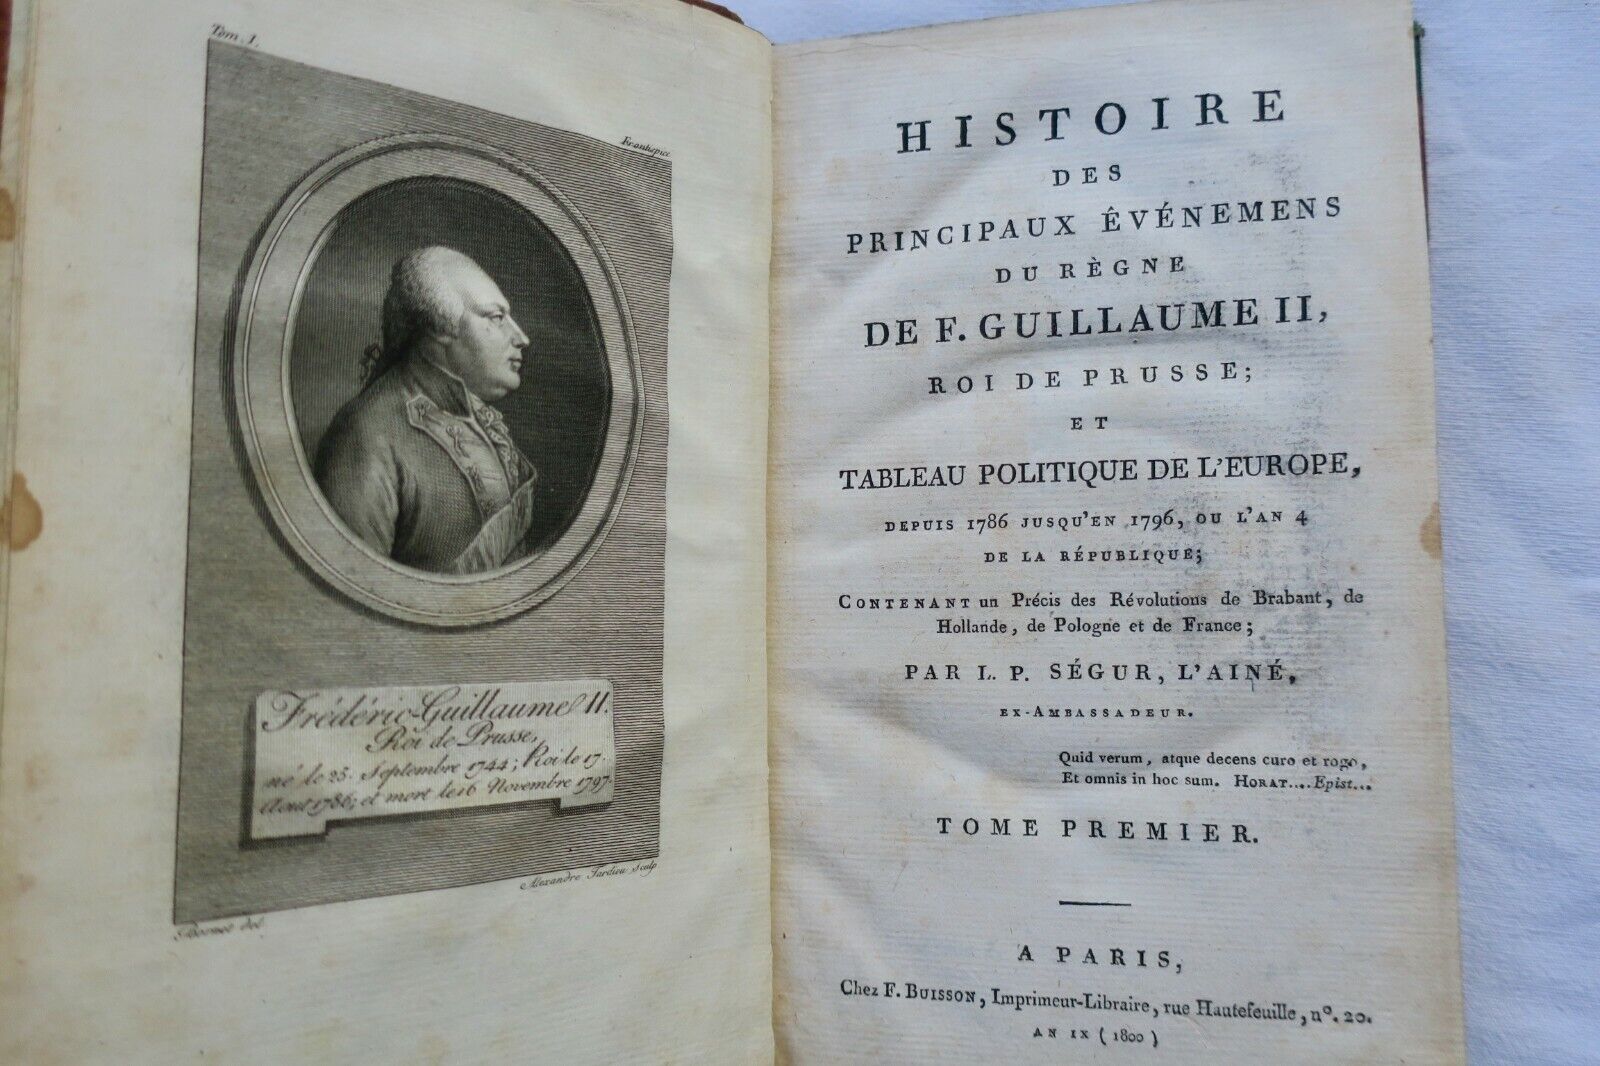 Tom. I.
Frontispice
Frédéric-Guillaume II.
Roi de Prusse,
né le 25. Septembre 1744; Roi le 17.
Aout 1786; et mort le 16 Novembre 1797.
Alexandre Tardieu Sculp
del.
HISTOIRE
DES
PRINCIPAUX ÉVÉNEMENS
DU RÈGNE
DE F. GUILLAUME II,
ROI DE PRUSSE;
ET
TABLEAU POLITIQUE DE L'EUROPE,
DEPUIS 1786 JUSQU'EN 1796, OU L'AN 4
DE LA RÉPUBLIQUE;
CONTENANT un Précis des Révolutions de Brabant, de
Hollande, de Pologne et de France;
PAR L. P. SÉGUR, L'AINÉ,
EX-AMBASSADEUR.
Quid verum, atque decens curo et rogo,
Et omnis in hoc sum. HORAT....Epist...
TOME PREMIER.
A PARIS,
Chez F. BUISSON, Imprimeur-Libraire, rue Hautefeuille, n°. 20.
AN IX (1800)